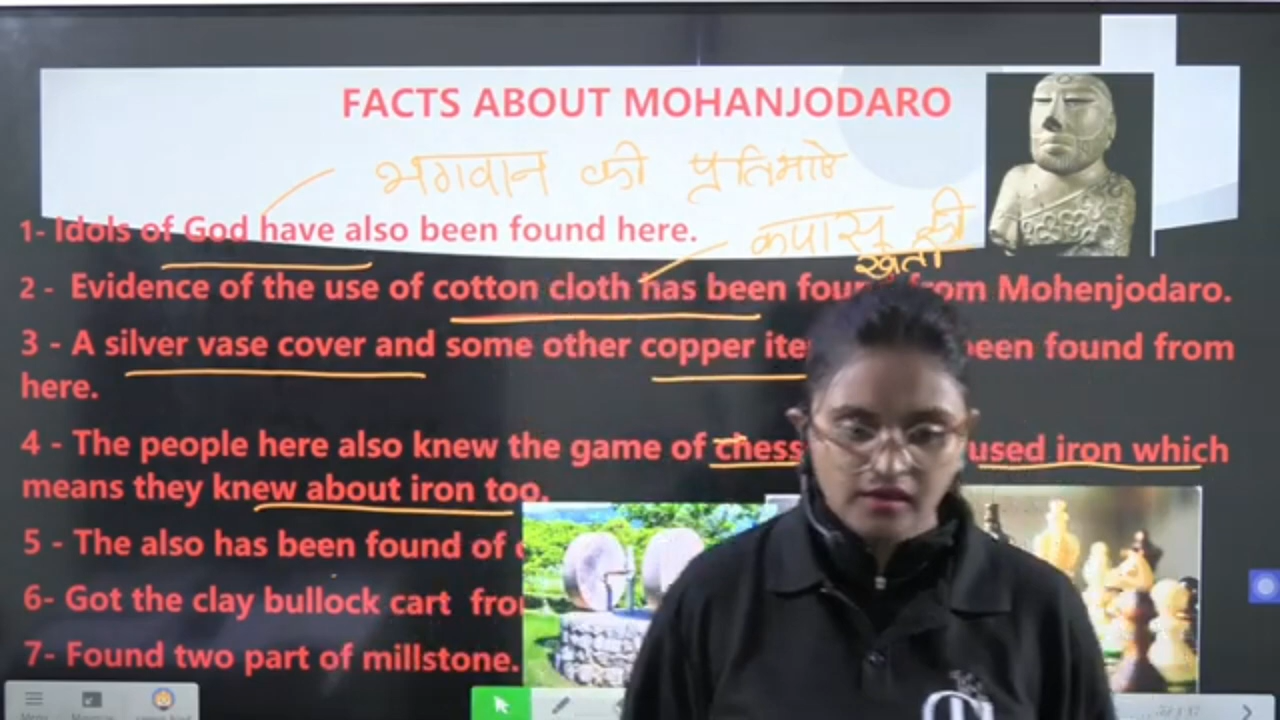 FACTS ABOUT MOHANJODARO
भगवान की प्रतिमाऐ
1- Idols of God have also been found here.
कपास की
खेती
2 - Evidence of the use of cotton cloth has been found from Mohenjodaro.
3 - A silver vase cover and some other copper been found from
here.
4 - The people here also knew the game of chess used iron which
means they knew about iron too.
5 - The also has been found of
6- Got the clay bullock cart
7- Found two part of millstone.
Menu